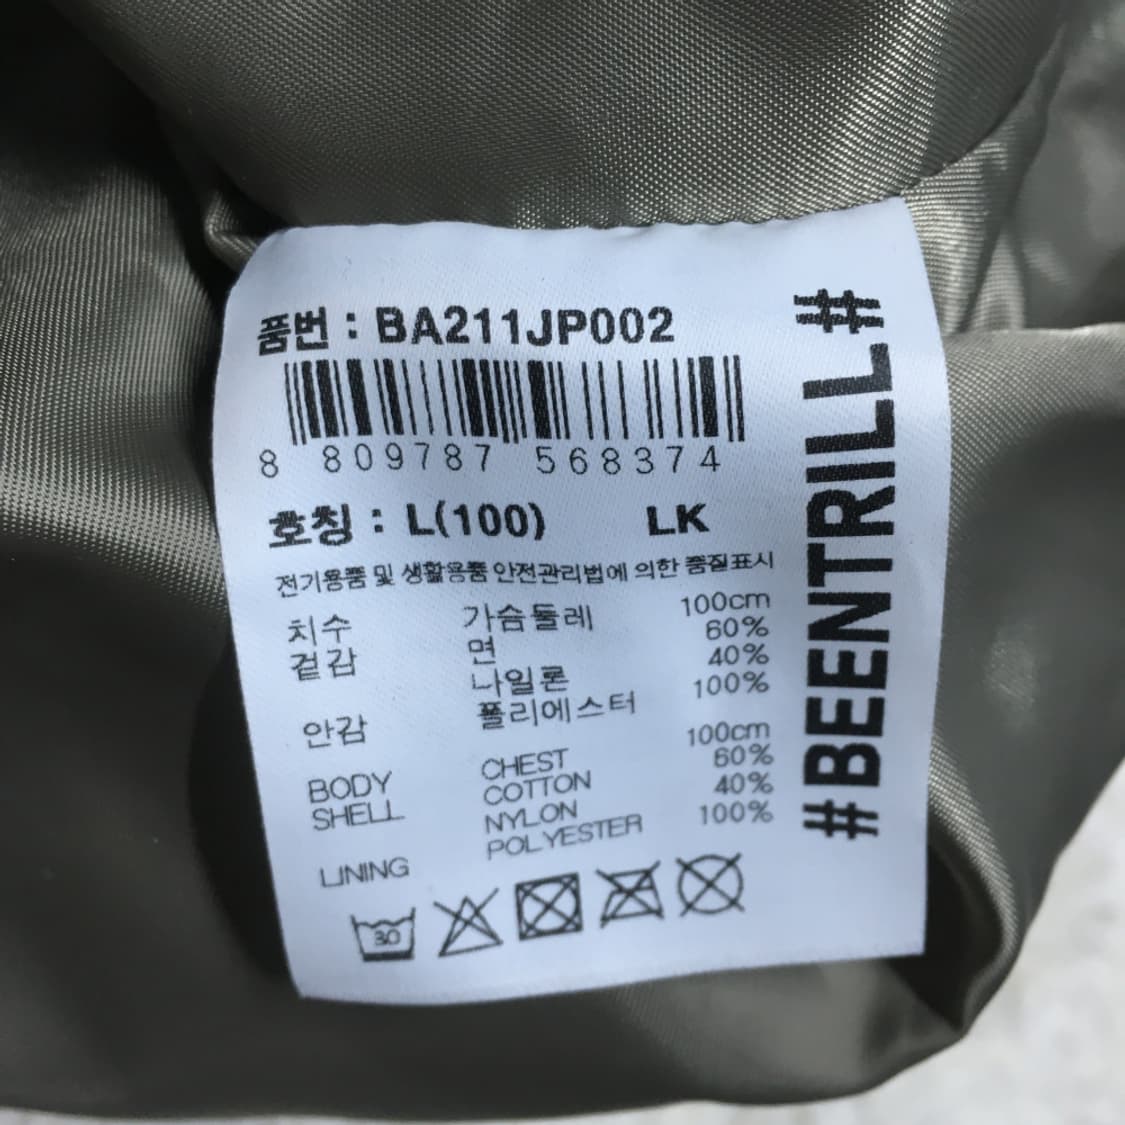 품번 : BA211JP002
8 809787 568374
호칭 : L(100) LK
전기용품 및 생활용품 안전관리법에 의한 품질표시
치수 가슴둘레 100cm
겉감 면 60%
나일론 40%
안감 폴리에스터 100%
BODY CHEST 100cm
SHELL COTTON 60%
NYLON 40%
LINING POLYESTER 100%
30
#BEENTRILL#